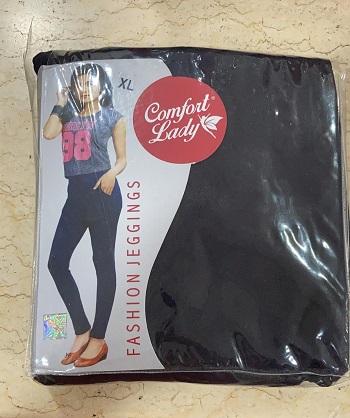 XL
Comfort
Lady
98
FASHION JEGGINGS